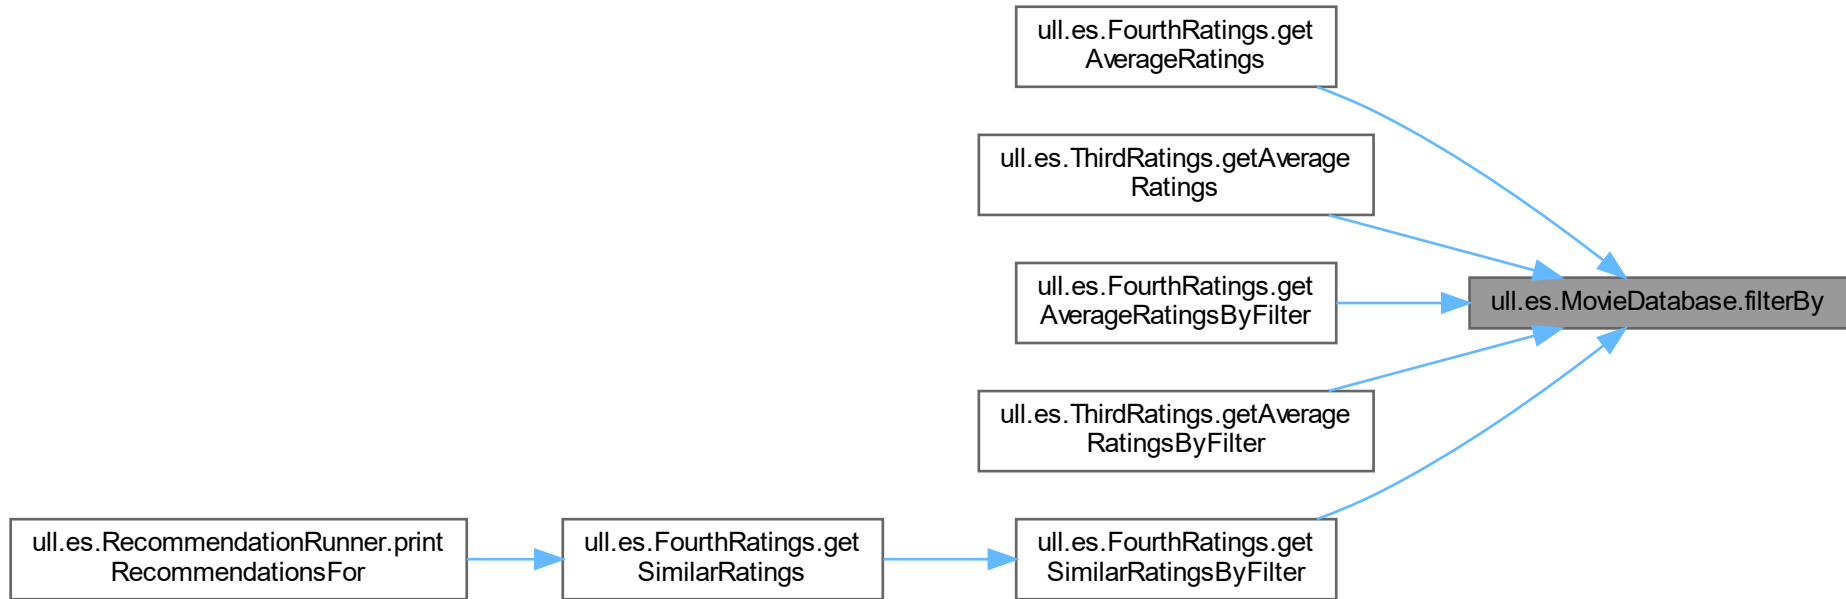 ull.es.FourthRatings.get
AverageRatings
ull.es.ThirdRatings.getAverage
Ratings
ull.es.FourthRatings.get
AverageRatingsByFilter
ull.es.MovieDatabase.filterBy
ull.es.ThirdRatings.getAverage
RatingsByFilter
ull.es.RecommendationRunner.print
RecommendationsFor
ull.es.FourthRatings.get
SimilarRatings
ull.es.FourthRatings.get
SimilarRatingsByFilter